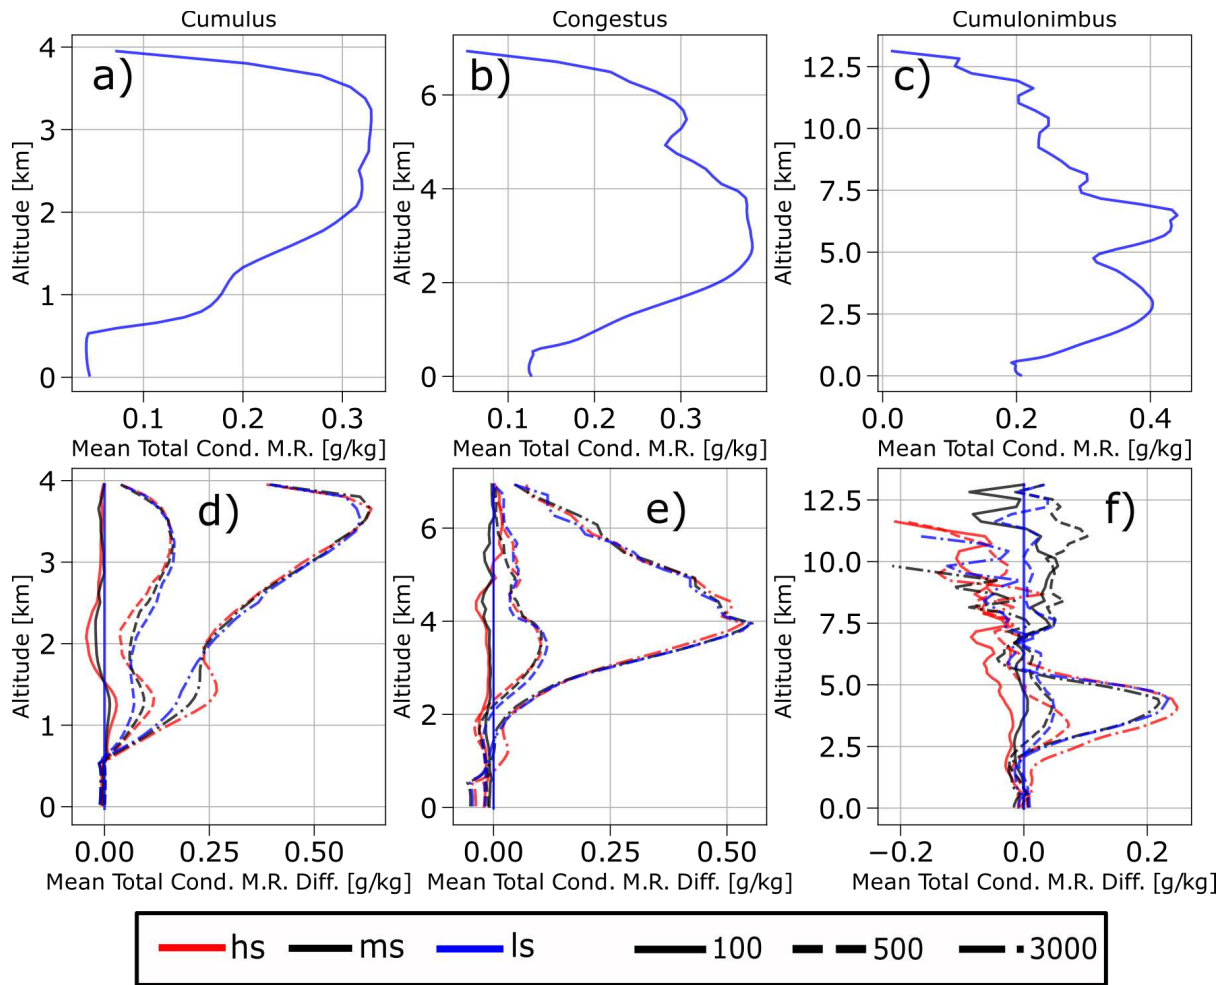 Cumulus Congestus Cumulonimbus
a) b) c)
Altitude [km] Altitude [km] Altitude [km]
4 3 2 1 0
6 4 2 0
12.5 10.0 7.5 5.0 2.5 0.0
0.1 0.2 0.3 0.1 0.2 0.3 0.0 0.2 0.4
Mean Total Cond. M.R. [g/kg] Mean Total Cond. M.R. [g/kg] Mean Total Cond. M.R. [g/kg]
d) e) f)
Altitude [km] Altitude [km] Altitude [km]
4 3 2 1 0
6 4 2 0
12.5 10.0 7.5 5.0 2.5 0.0
0.00 0.25 0.50 0.00 0.25 0.50 −0.2 0.0 0.2
Mean Total Cond. M.R. Diff. [g/kg] Mean Total Cond. M.R. Diff. [g/kg] Mean Total Cond. M.R. Diff. [g/kg]
hs ms ls 100 500 3000